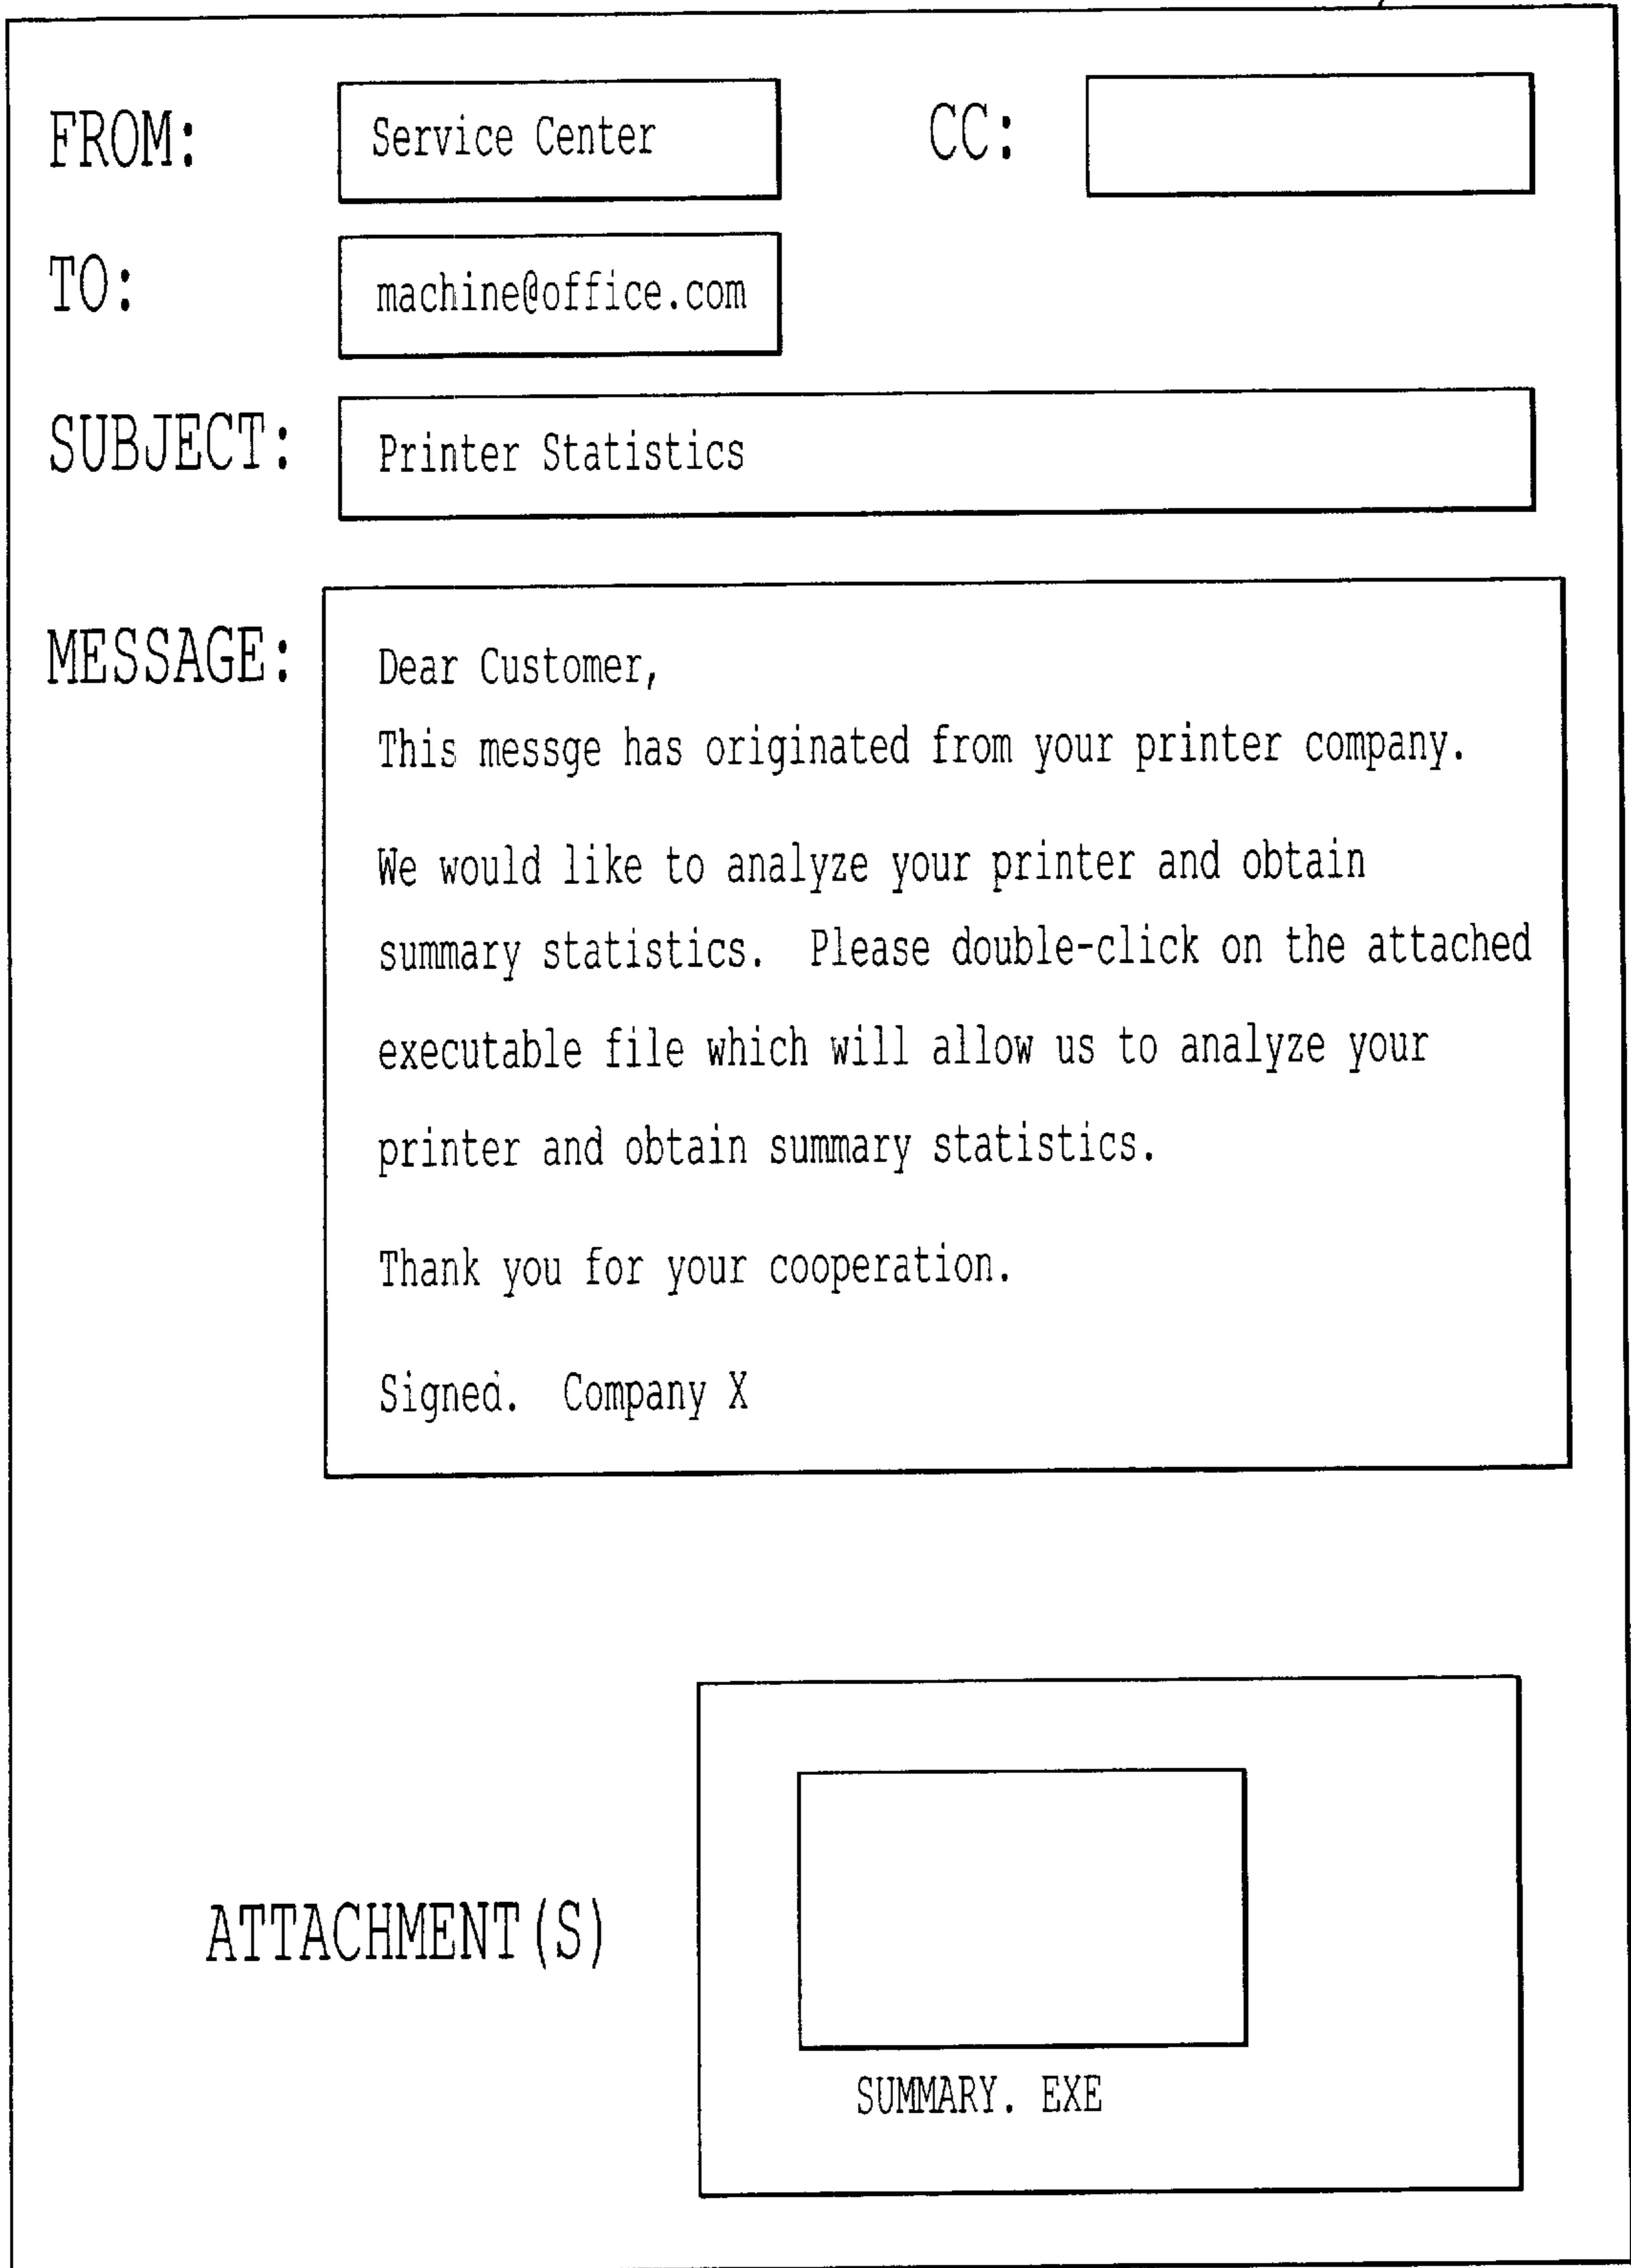 FROM: Service Center CC:
TO: machine@office.com
SUBJECT: Printer Statistics
MESSAGE: Dear Customer,
This messge has originated from your printer company.
We would like to analyze your printer and obtain
summary statistics. Please double-click on the attached
executable file which will allow us to analyze your
printer and obtain summary statistics.
Thank you for your cooperation.
Signed. Company X
ATTACHMENT(S)
SUMMARY. EXE